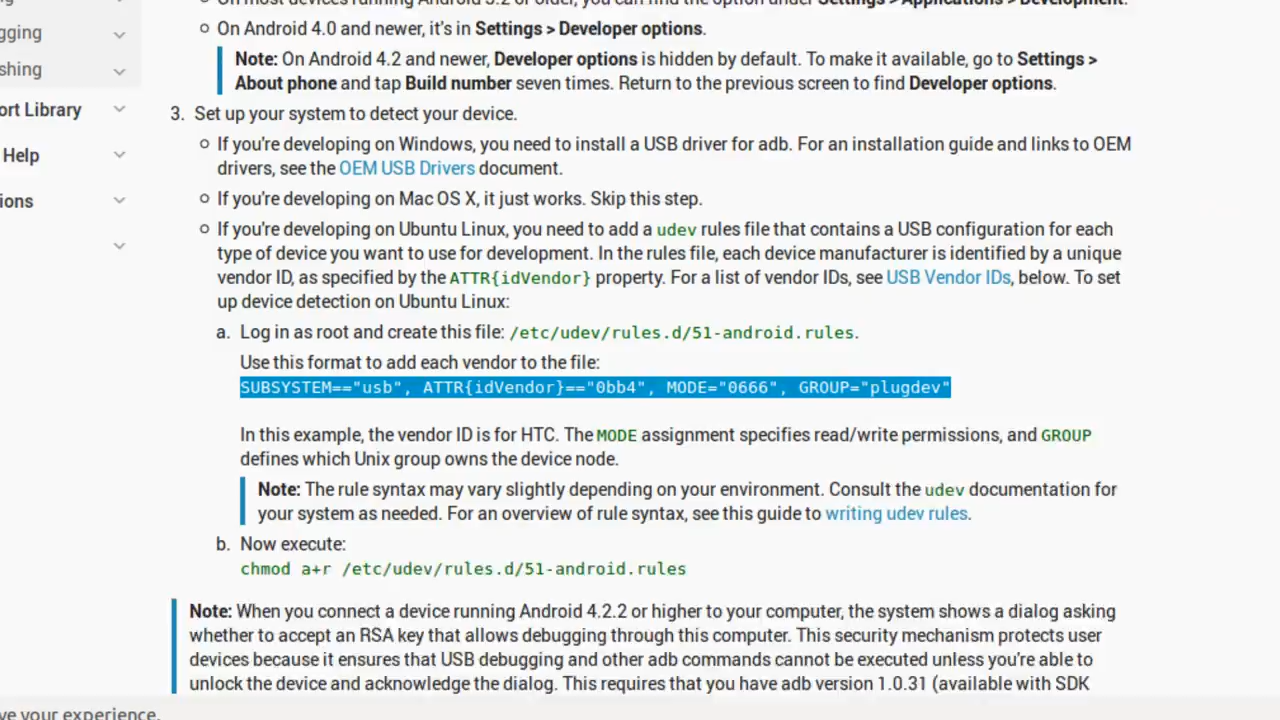 On most devices running Android 3.2 or older, you can find the option under Settings > Applications > Development.
On Android 4.0 and newer, it's in Settings > Developer options.
Note: On Android 4.2 and newer, Developer options is hidden by default. To make it available, go to Settings >
About phone and tap Build number seven times. Return to the previous screen to find Developer options.
3. Set up your system to detect your device.
If you're developing on Windows, you need to install a USB driver for adb. For an installation guide and links to OEM
drivers, see the OEM USB Drivers document.
If you're developing on Mac OS X, it just works. Skip this step.
If you're developing on Ubuntu Linux, you need to add a udev rules file that contains a USB configuration for each
type of device you want to use for development. In the rules file, each device manufacturer is identified by a unique
vendor ID, as specified by the ATTR{idVendor} property. For a list of vendor IDs, see USB Vendor IDs, below. To set
up device detection on Ubuntu Linux:
a. Log in as root and create this file: /etc/udev/rules.d/51-android.rules.
Use this format to add each vendor to the file:
SUBSYSTEM=="usb", ATTR{idVendor}=="0bb4", MODE="0666", GROUP="plugdev"
In this example, the vendor ID is for HTC. The MODE assignment specifies read/write permissions, and GROUP
defines which Unix group owns the device node.
Note: The rule syntax may vary slightly depending on your environment. Consult the udev documentation for
your system as needed. For an overview of rule syntax, see this guide to writing udev rules.
b. Now execute:
chmod a+r /etc/udev/rules.d/51-android.rules
Note: When you connect a device running Android 4.2.2 or higher to your computer, the system shows a dialog asking
whether to accept an RSA key that allows debugging through this computer. This security mechanism protects user
devices because it ensures that USB debugging and other adb commands cannot be executed unless you're able to
unlock the device and acknowledge the dialog. This requires that you have adb version 1.0.31 (available with SDK
gging
shing
ort Library
Help
ions
ve your experience.